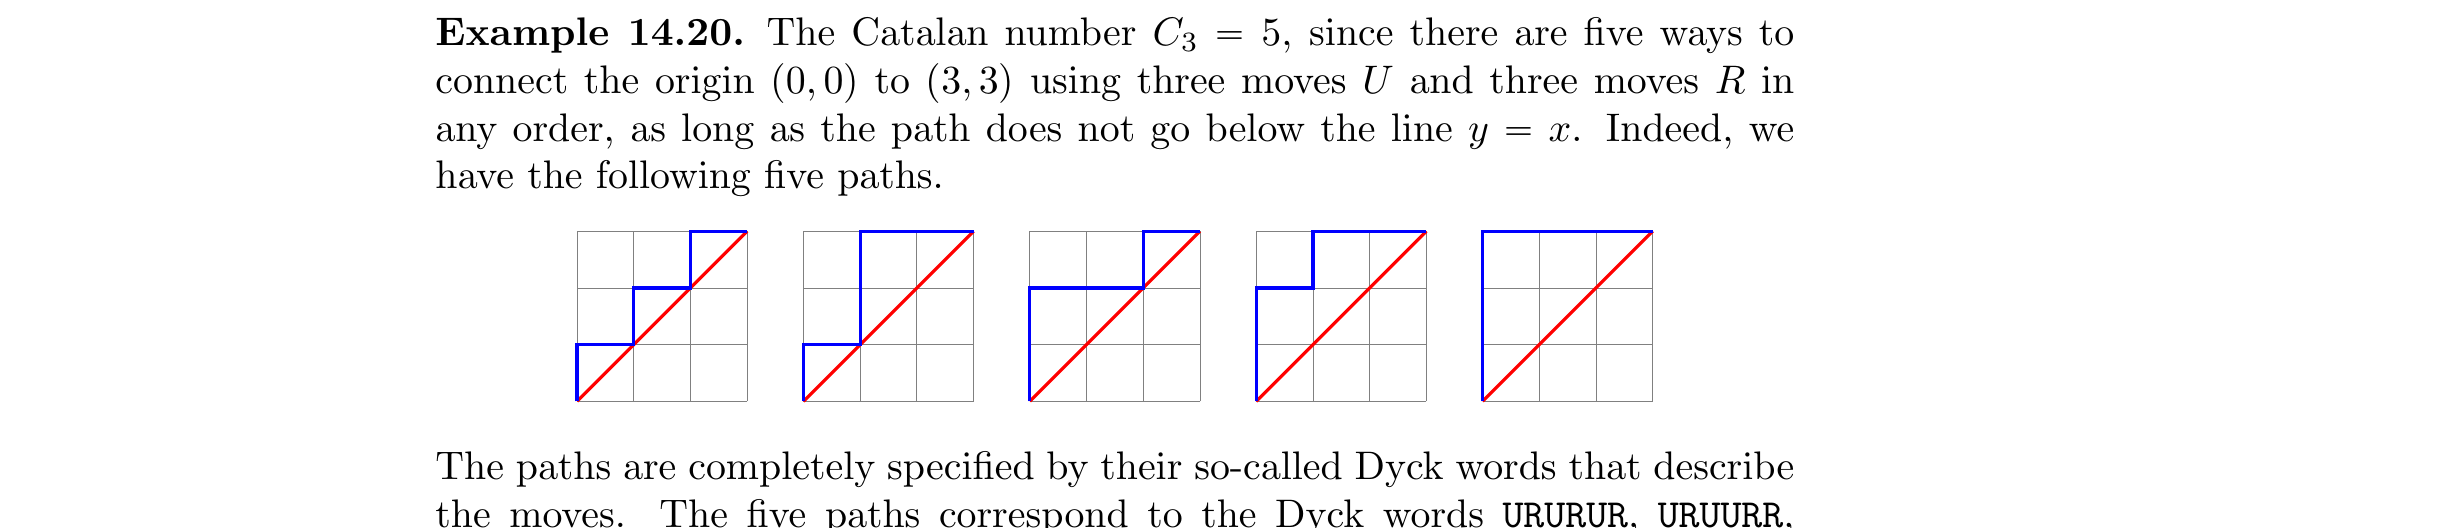 Example 14.20. The Catalan number C₃ = 5, since there are five ways to
connect the origin (0, 0) to (3, 3) using three moves U and three moves R in
any order, as long as the path does not go below the line y = x. Indeed, we
have the following five paths.
The paths are completely specified by their so-called Dyck words that describe
the moves. The five paths correspond to the Dyck words URURUR, URUURR,